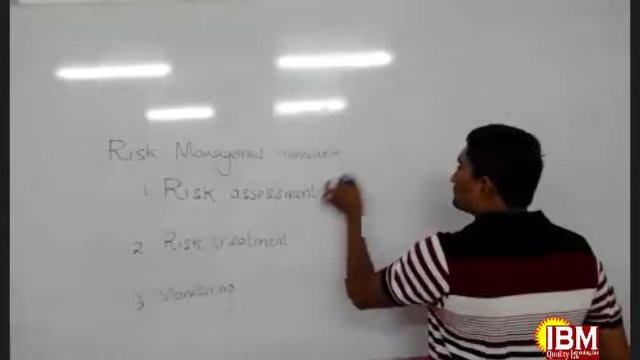 Risk Management
1. Risk assessment
2. Risk treatment
3. Monitoring
IBM